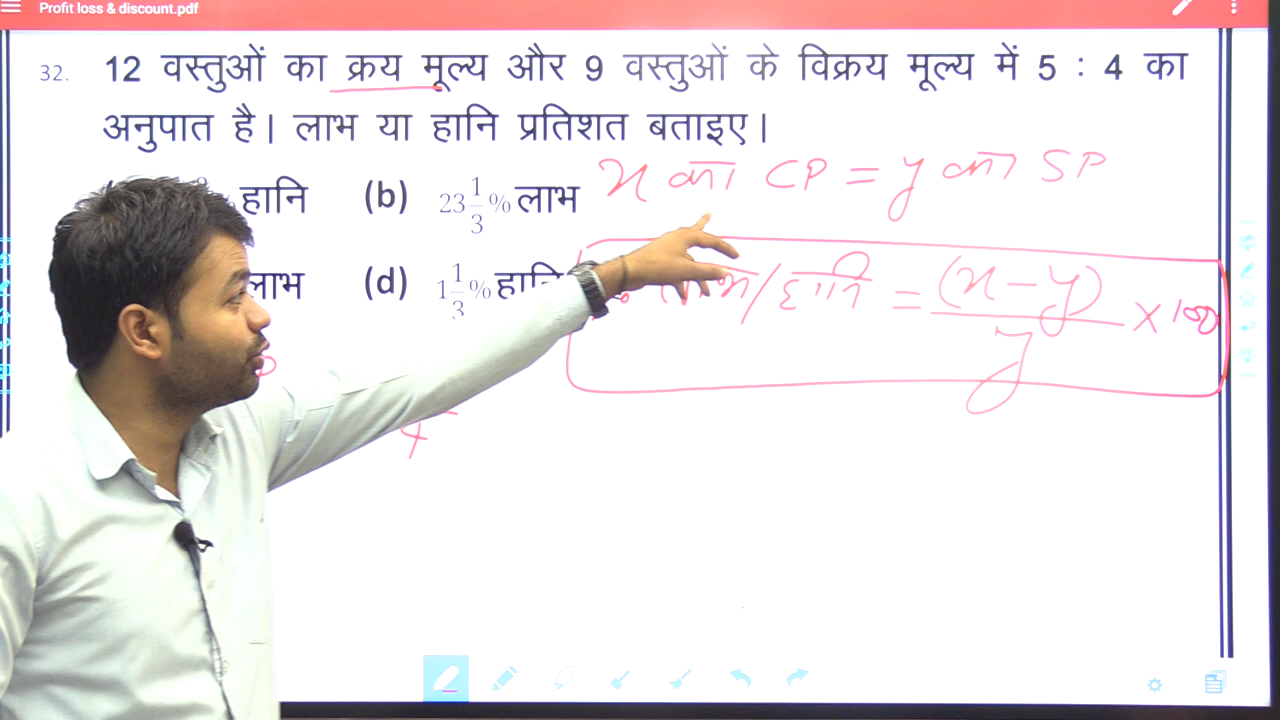 Profit loss & discount.pdf
32. 12 वस्तुओं का क्रय मूल्य और 9 वस्तुओं के विक्रय मूल्य में 5 : 4 का
अनुपात है। लाभ या हानि प्रतिशत बताइए।
हानि (b) 23 1/3 % लाभ
लाभ (d) 1 1/3 % हानि
x का CP = y का SP
/हानि = (x - y)/y × 100
4